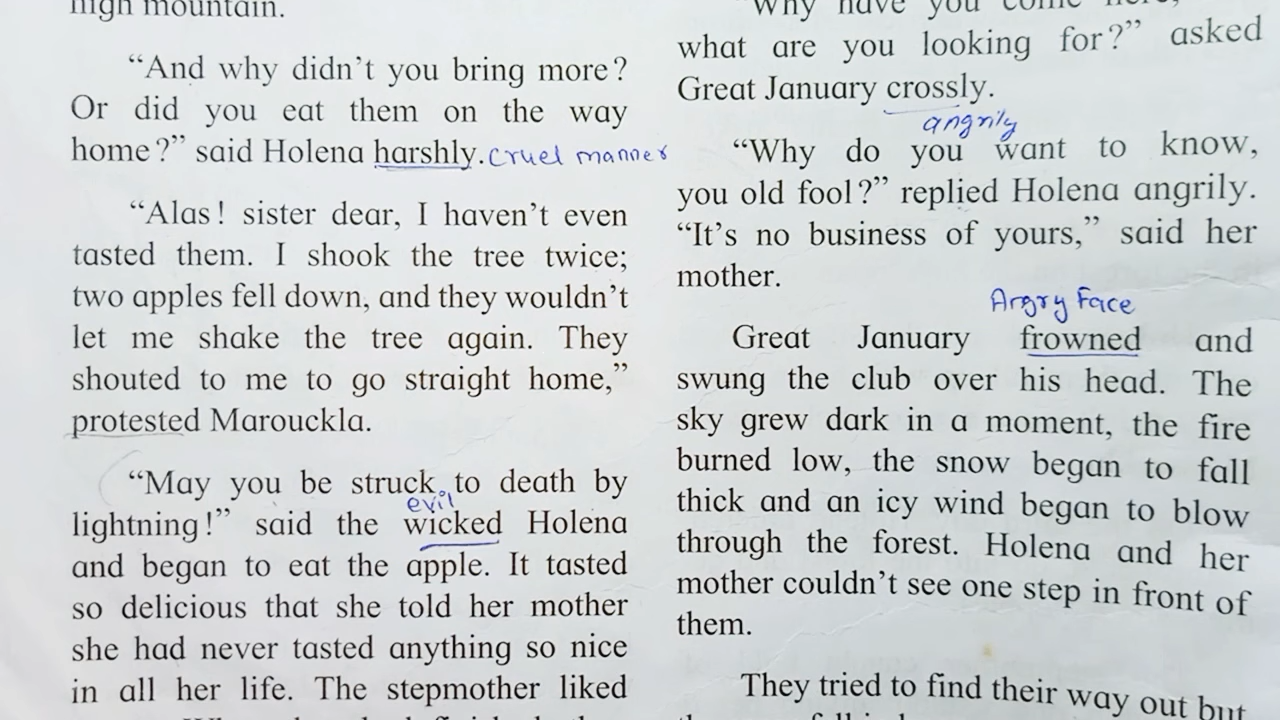 high mountain.
“And why didn’t you bring more?
Or did you eat them on the way
home?” said Holena harshly. Cruel manner
“Alas! sister dear, I haven’t even
tasted them. I shook the tree twice;
two apples fell down, and they wouldn’t
let me shake the tree again. They
shouted to me to go straight home,”
protested Marouckla.
“May you be struck to death by
evil
lightning!” said the wicked Holena
and began to eat the apple. It tasted
so delicious that she told her mother
she had never tasted anything so nice
in all her life. The stepmother liked
“Why have you come here,
what are you looking for?” asked
Great January crossly.
angrily
“Why do you want to know,
you old fool?” replied Holena angrily.
“It’s no business of yours,” said her
mother.
Angry Face
Great January frowned and
swung the club over his head. The
sky grew dark in a moment, the fire
burned low, the snow began to fall
thick and an icy wind began to blow
through the forest. Holena and her
mother couldn’t see one step in front of
them.
They tried to find their way out but